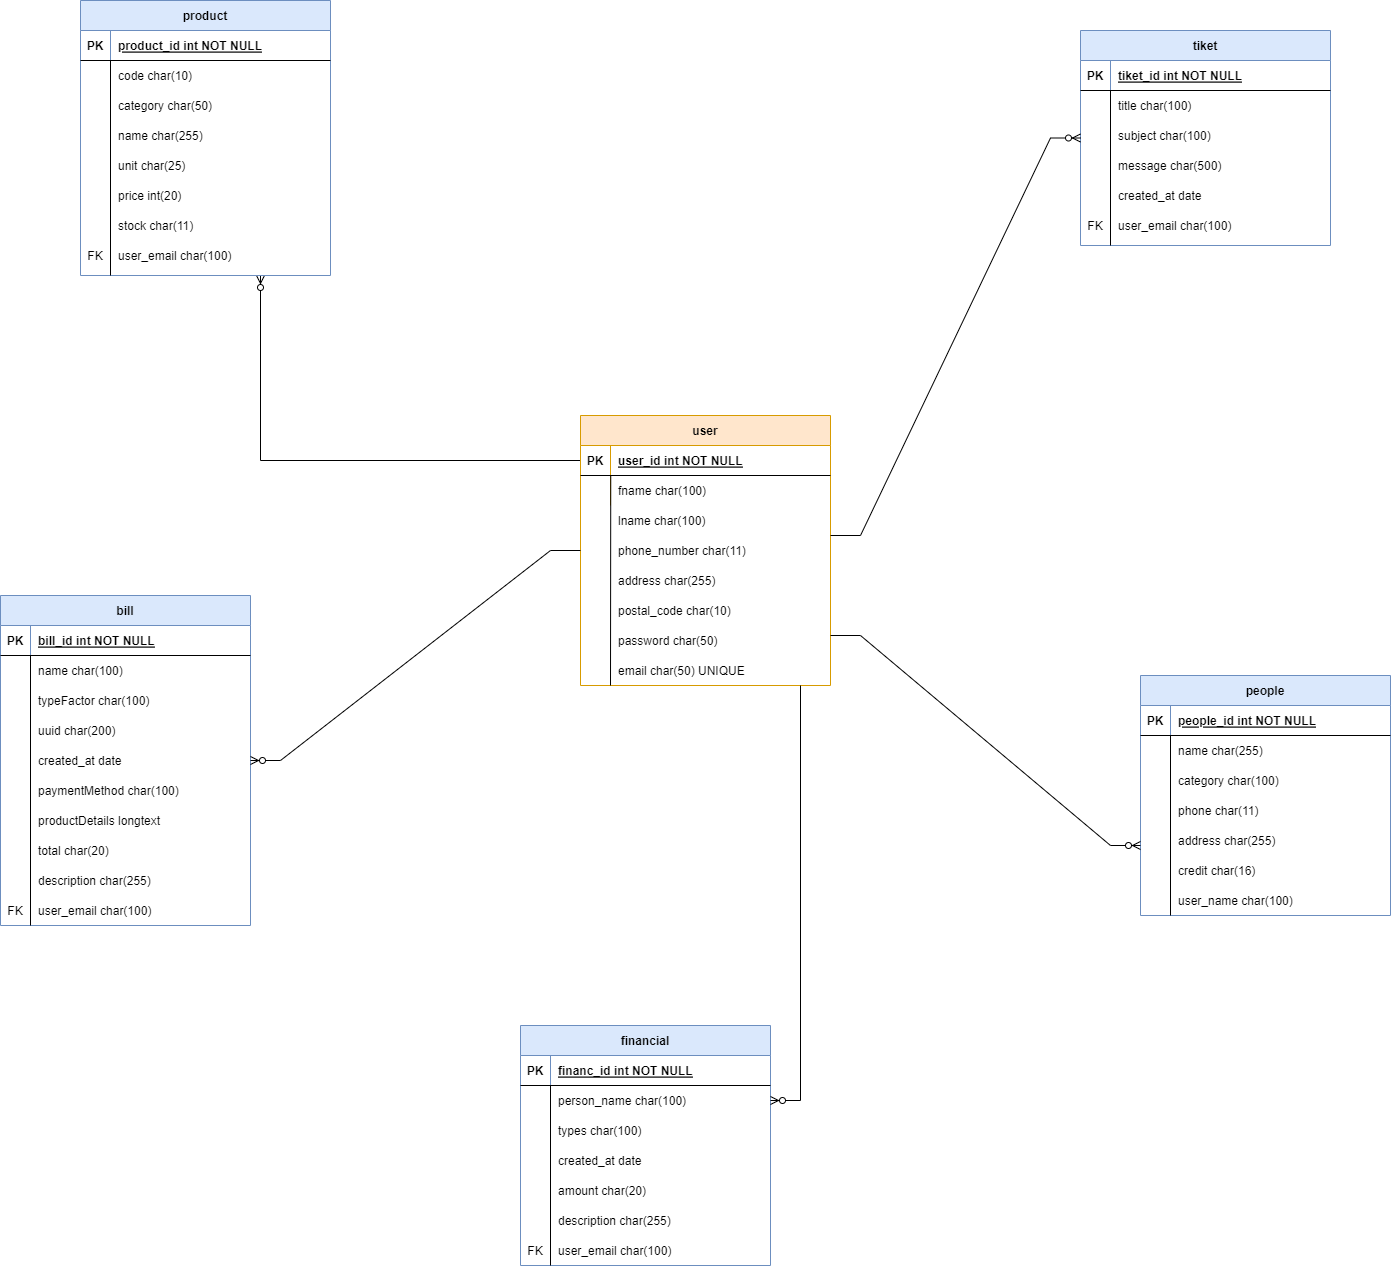 product
PK product_id int NOT NULL
code char(10)
category char(50)
name char(255)
unit char(25)
price int(20)
stock char(11)
FK user_email char(100)
tiket
PK tiket_id int NOT NULL
title char(100)
subject char(100)
message char(500)
created_at date
FK user_email char(100)
user
PK user_id int NOT NULL
fname char(100)
lname char(100)
phone_number char(11)
address char(255)
postal_code char(10)
password char(50)
email char(50) UNIQUE
bill
PK bill_id int NOT NULL
name char(100)
typeFactor char(100)
uuid char(200)
created_at date
paymentMethod char(100)
productDetails longtext
total char(20)
description char(255)
FK user_email char(100)
people
PK people_id int NOT NULL
name char(255)
category char(100)
phone char(11)
address char(255)
credit char(16)
user_name char(100)
financial
PK financ_id int NOT NULL
person_name char(100)
types char(100)
created_at date
amount char(20)
description char(255)
FK user_email char(100)